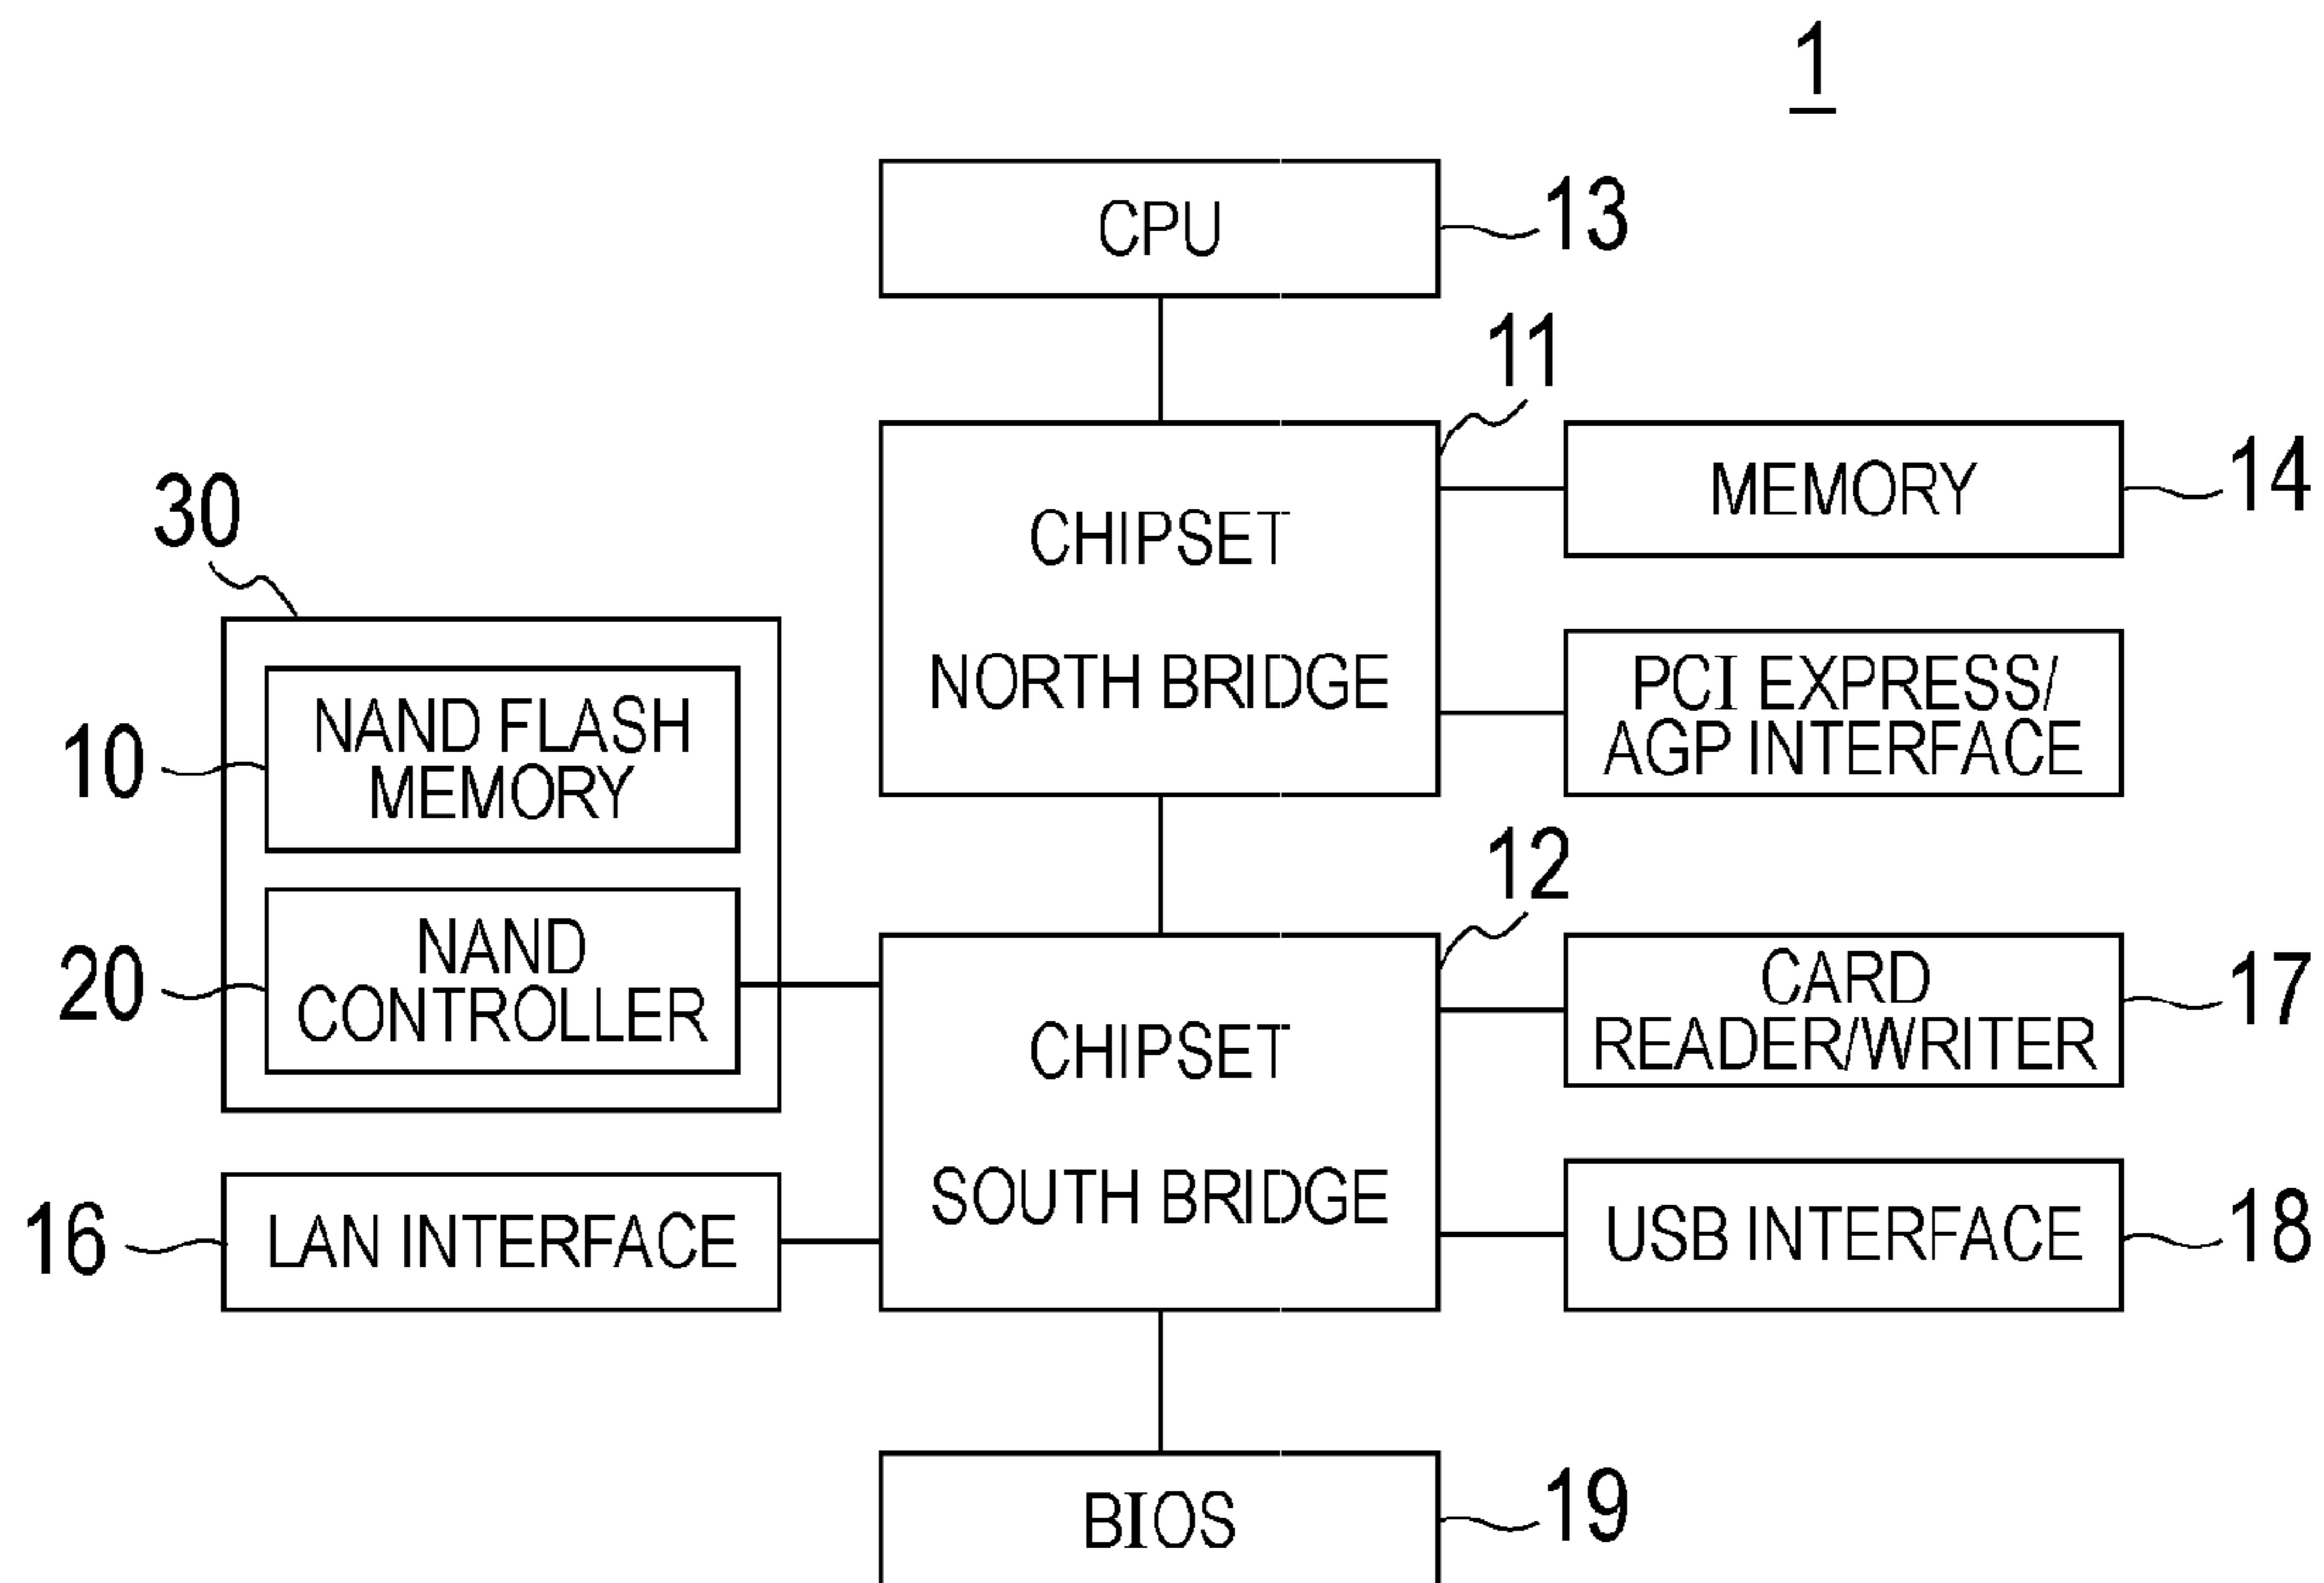 1
CPU
13
11
CHIPSET
NORTH BRIDGE
MEMORY
14
PCI EXPRESS/
AGP INTERFACE
30
NAND FLASH
MEMORY
10
NAND
CONTROLLER
20
12
CHIPSET
SOUTH BRIDGE
CARD
READER/WRITER
17
16
LAN INTERFACE
USB INTERFACE
18
BIOS
19